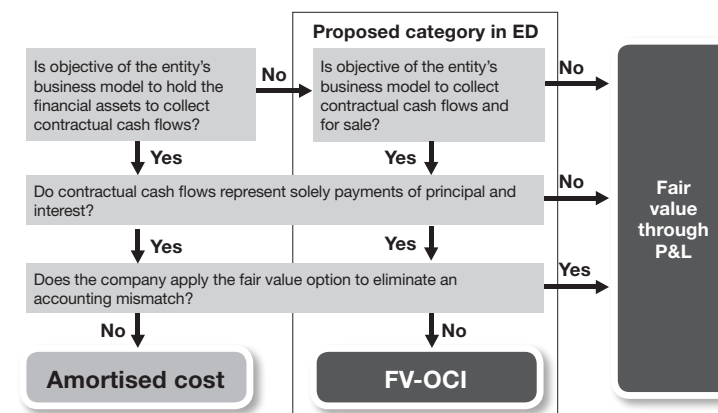 Proposed category in ED
Is objective of the entity's
business model to hold the
financial assets to collect
contractual cash flows?
No
Is objective of the entity's
business model to collect
contractual cash flows and
for sale?
No
Yes
Yes
Do contractual cash flows represent solely payments of principal and
interest?
No
Yes
Yes
Does the company apply the fair value option to eliminate an
accounting mismatch?
Yes
No
No
Amortised cost
FV-OCI
Fair
value
through
P&L